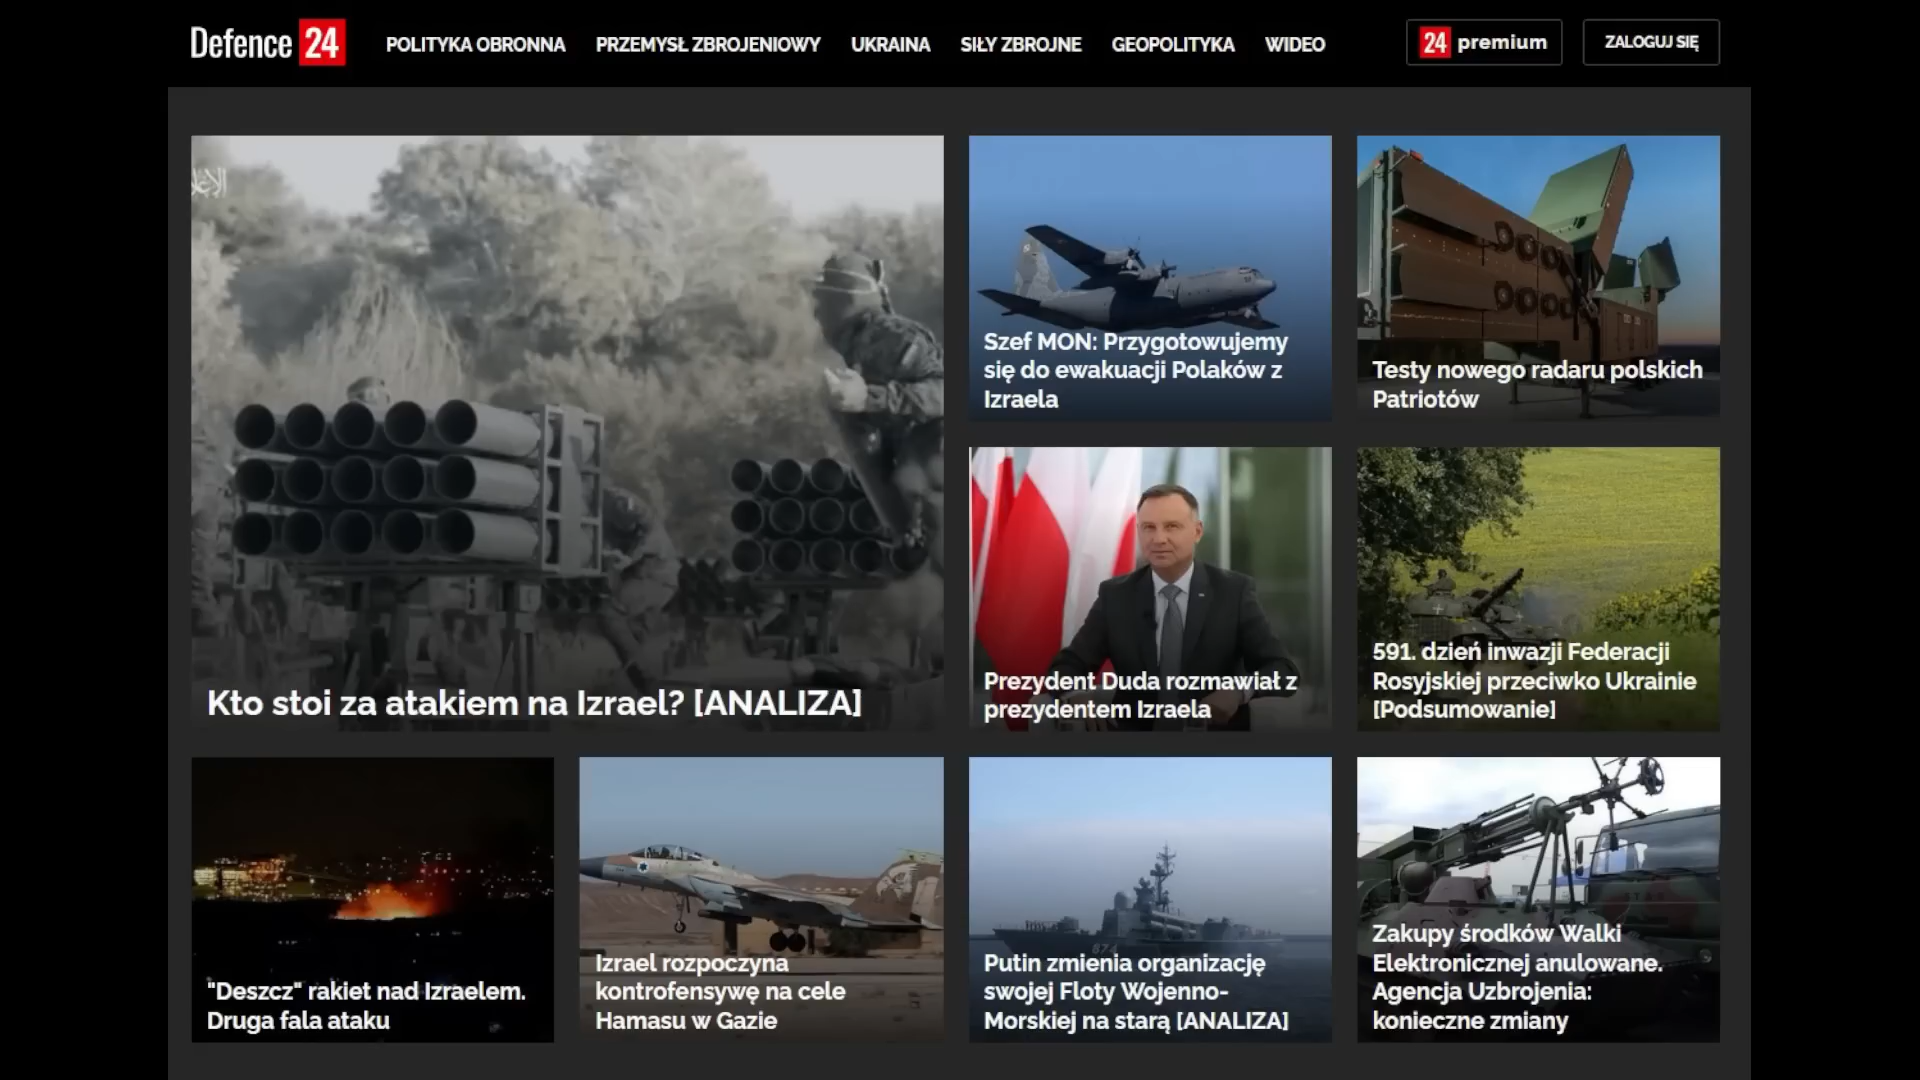 Defence 24
POLITYKA OBRONNA PRZEMYSŁ ZBROJENIOWY UKRAINA SIŁY ZBROJNE GEOPOLITYKA WIDEO
24 premium
ZALOGUJ SIĘ
Kto stoi za atakiem na Izrael? [ANALIZA]
Szef MON: Przygotowujemy
się do ewakuacji Polaków z
Izraela
Testy nowego radaru polskich
Patriotów
Prezydent Duda rozmawiał z
prezydentem Izraela
591. dzień inwazji Federacji
Rosyjskiej przeciwko Ukrainie
[Podsumowanie]
"Deszcz" rakiet nad Izraelem.
Druga fala ataku
Izrael rozpoczyna
kontrofensywę na cele
Hamasu w Gazie
Putin zmienia organizację
swojej Floty Wojenno-
Morskiej na starą [ANALIZA]
Zakupy środków Walki
Elektronicznej anulowane.
Agencja Uzbrojenia:
konieczne zmiany